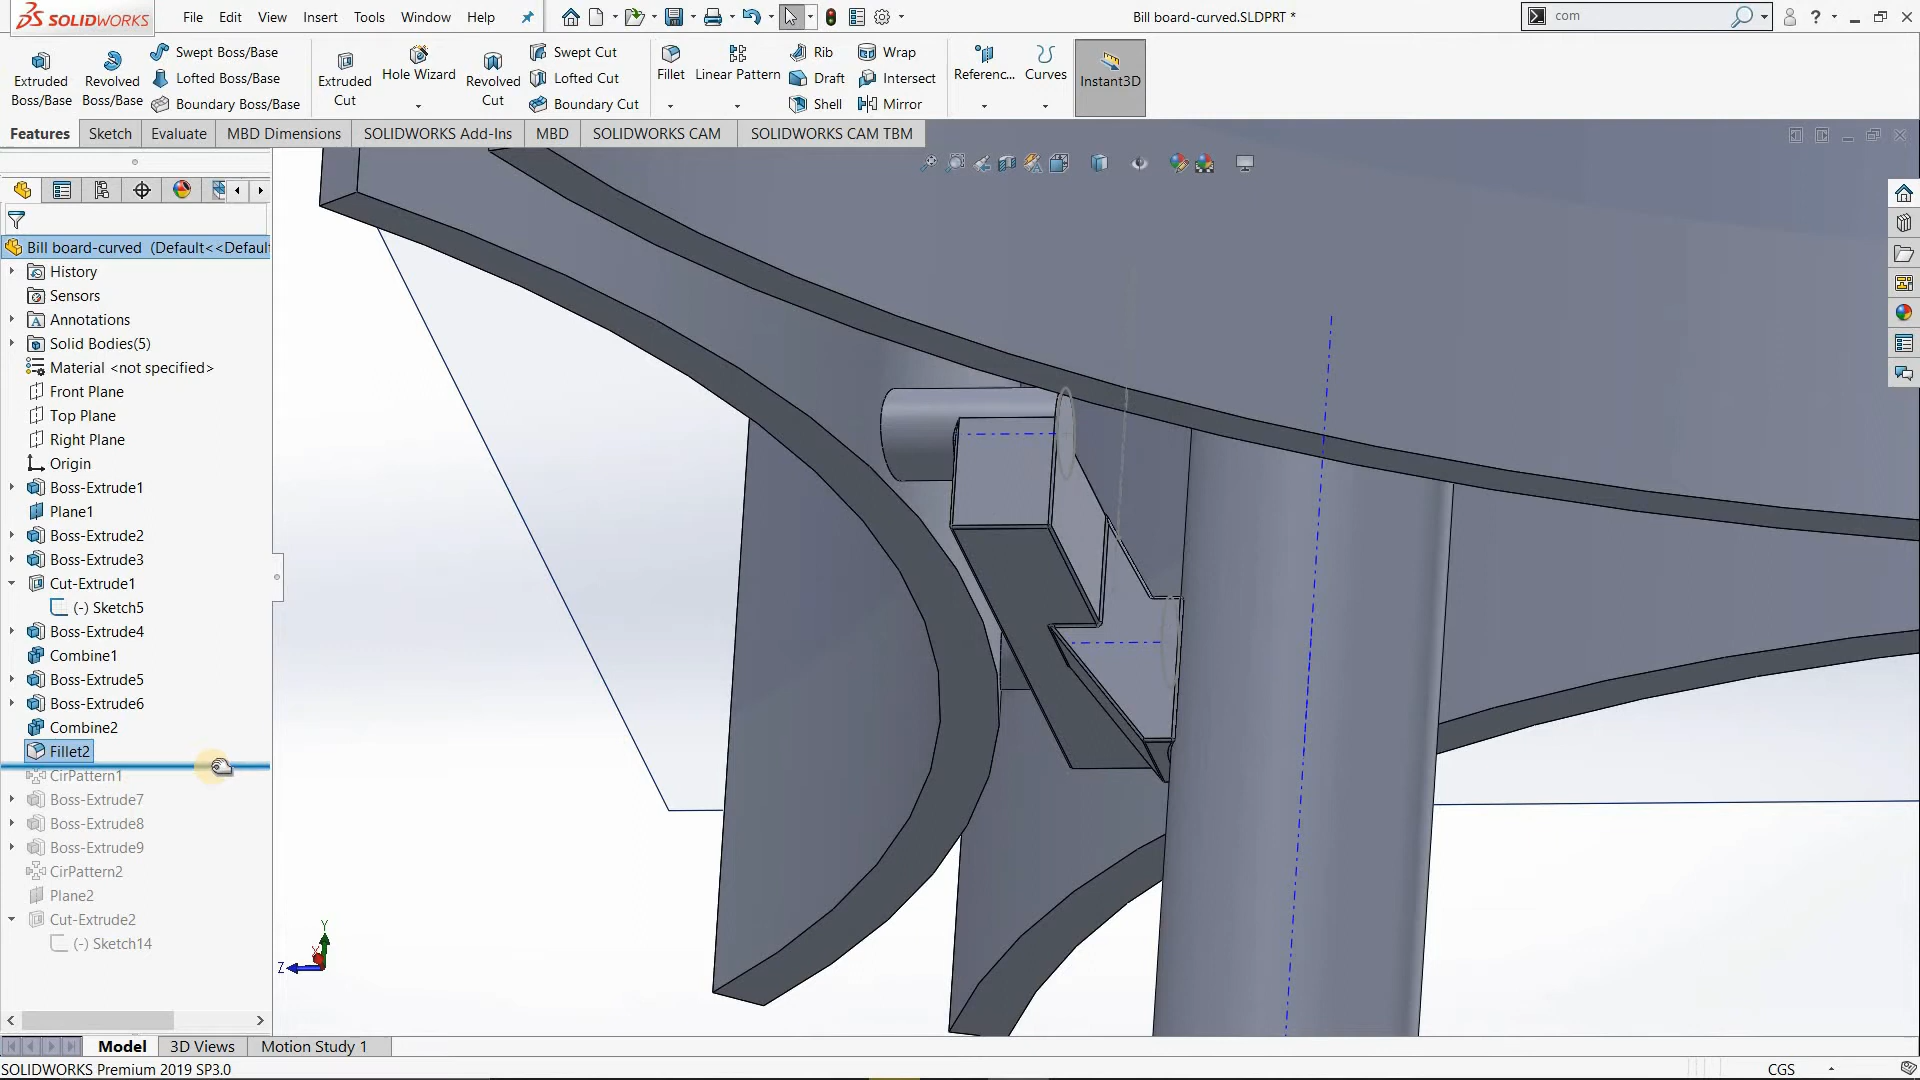 SOLIDWORKS
File Edit View Insert Tools Window Help
Bill board-curved.SLDPRT *
com
?
Extruded Boss/Base
Revolved Boss/Base
Swept Boss/Base
Lofted Boss/Base
Boundary Boss/Base
Extruded Cut
Hole Wizard
Revolved Cut
Swept Cut
Lofted Cut
Boundary Cut
Fillet
Linear Pattern
Rib
Draft
Shell
Wrap
Intersect
Mirror
Referenc...
Curves
Instant3D
Features Sketch Evaluate MBD Dimensions SOLIDWORKS Add-Ins MBD SOLIDWORKS CAM SOLIDWORKS CAM TBM
Bill board-curved (Default<<Defaul
History
Sensors
Annotations
Solid Bodies(5)
Material <not specified>
Front Plane
Top Plane
Right Plane
Origin
Boss-Extrude1
Plane1
Boss-Extrude2
Boss-Extrude3
Cut-Extrude1
(-) Sketch5
Boss-Extrude4
Combine1
Boss-Extrude5
Boss-Extrude6
Combine2
Fillet2
CirPattern1
Boss-Extrude7
Boss-Extrude8
Boss-Extrude9
CirPattern2
Plane2
Cut-Extrude2
(-) Sketch14
Y
X
Z
Model 3D Views Motion Study 1
SOLIDWORKS Premium 2019 SP3.0
CGS